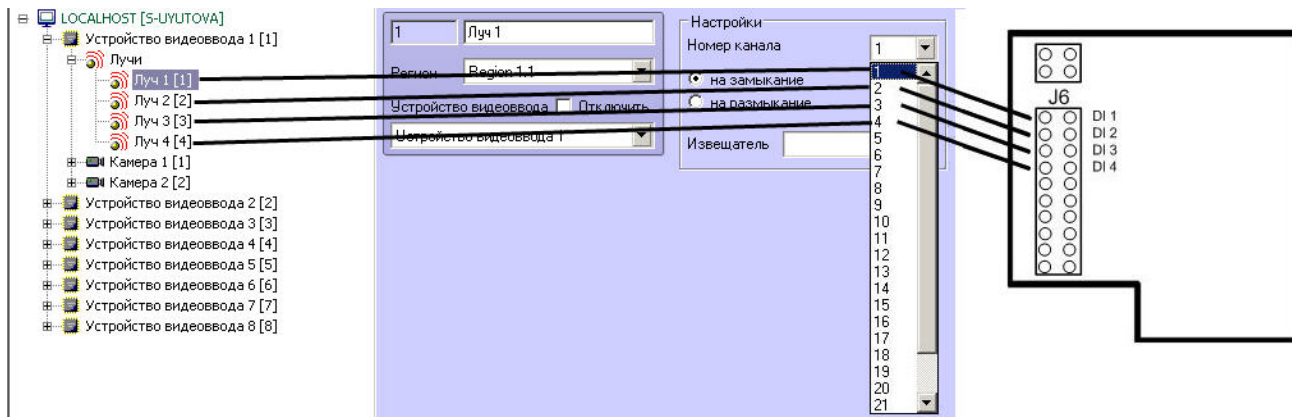 LOCALHOST [S-UYUTOVA]
Устройство видеоввода 1 [1]
Лучи
Луч 1 [1]
Луч 2 [2]
Луч 3 [3]
Луч 4 [4]
Камера 1 [1]
Камера 2 [2]
Устройство видеоввода 2 [2]
Устройство видеоввода 3 [3]
Устройство видеоввода 4 [4]
Устройство видеоввода 5 [5]
Устройство видеоввода 6 [6]
Устройство видеоввода 7 [7]
Устройство видеоввода 8 [8]
1 Луч 1
Регион Region 1.1
Устройство видеоввода Отключить
Устройство видеоввода 1
Настройки
Номер канала 1
на замыкание
на размыкание
Извещатель
1
2
3
4
5
6
7
8
9
10
11
12
13
14
15
16
17
18
19
20
21
J6
DI 1
DI 2
DI 3
DI 4